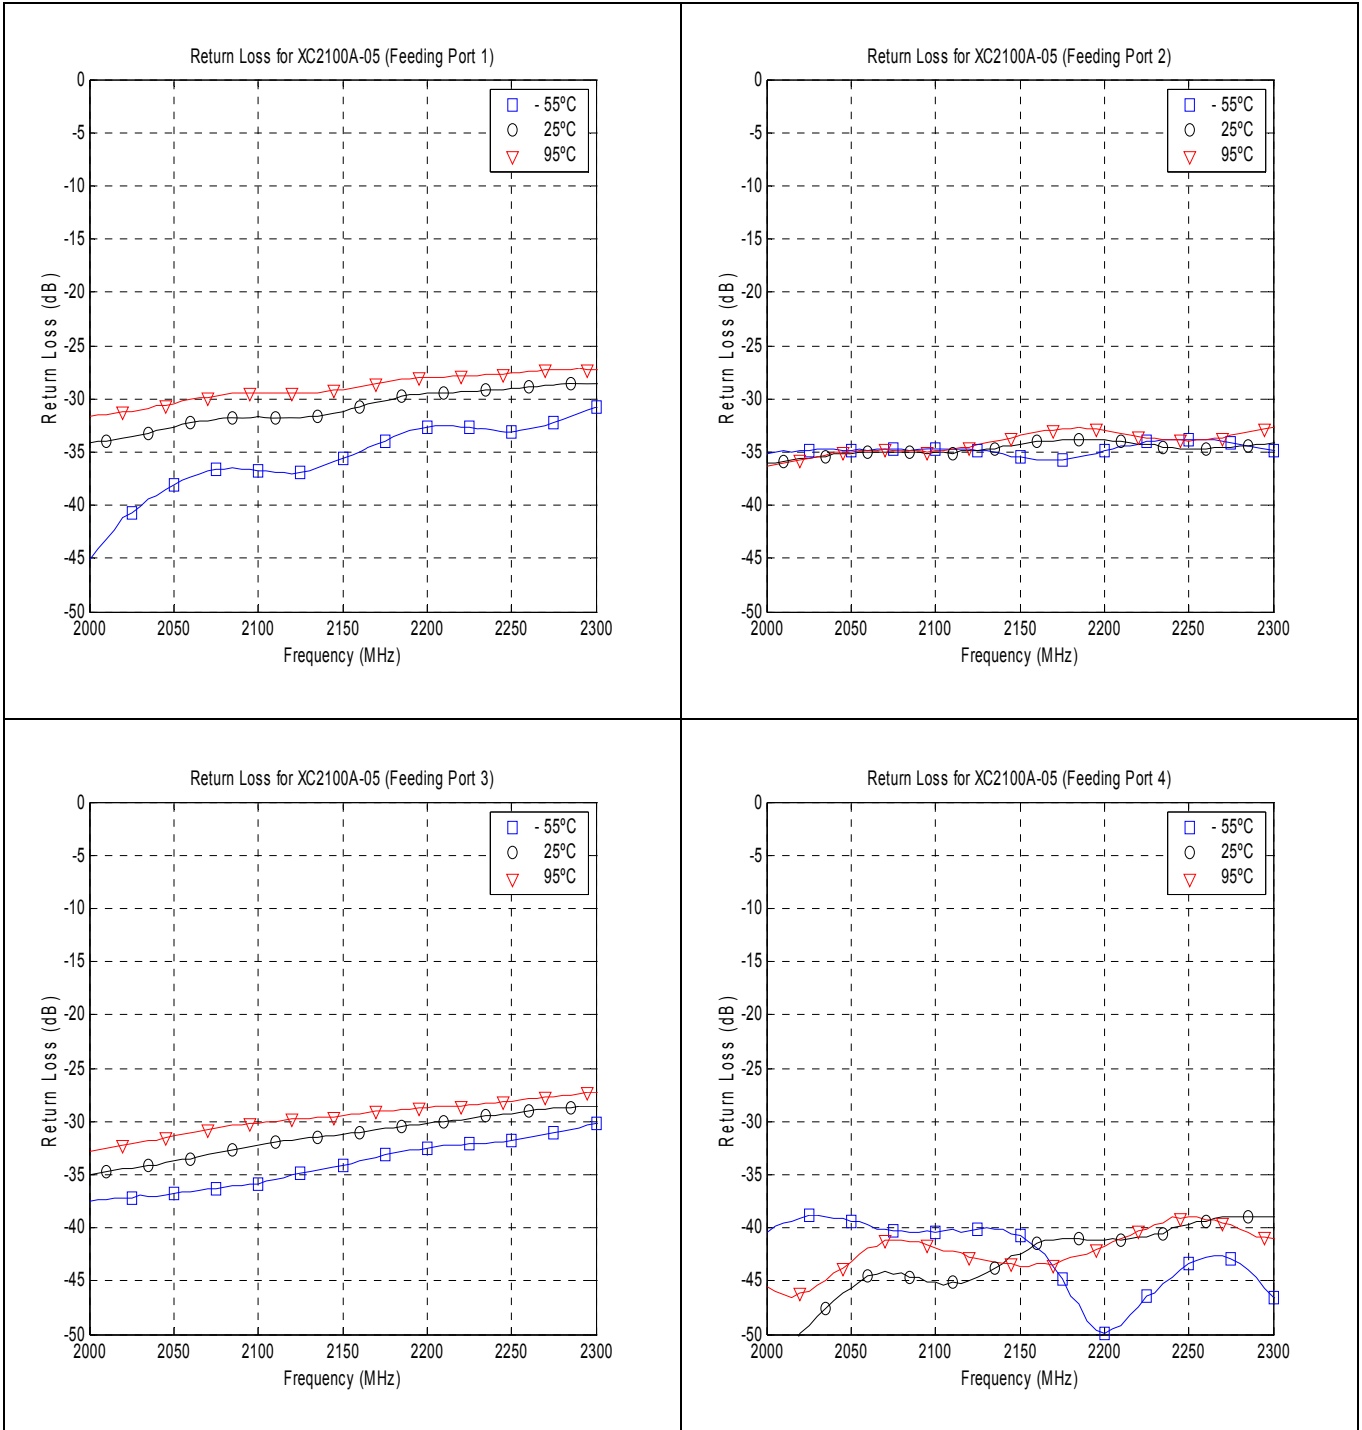 Return Loss for XC2100A-05 (Feeding Port 1)
0
-5
-10
-15
-20
-25
-30
-35
-40
-45
-50
Return Loss (dB)
- 55ºC
25ºC
95ºC
2000 2050 2100 2150 2200 2250 2300
Frequency (MHz)
Return Loss for XC2100A-05 (Feeding Port 2)
0
-5
-10
-15
-20
-25
-30
-35
-40
-45
-50
Return Loss (dB)
- 55ºC
25ºC
95ºC
2000 2050 2100 2150 2200 2250 2300
Frequency (MHz)
Return Loss for XC2100A-05 (Feeding Port 3)
0
-5
-10
-15
-20
-25
-30
-35
-40
-45
-50
Return Loss (dB)
- 55ºC
25ºC
95ºC
2000 2050 2100 2150 2200 2250 2300
Frequency (MHz)
Return Loss for XC2100A-05 (Feeding Port 4)
0
-5
-10
-15
-20
-25
-30
-35
-40
-45
-50
Return Loss (dB)
- 55ºC
25ºC
95ºC
2000 2050 2100 2150 2200 2250 2300
Frequency (MHz)